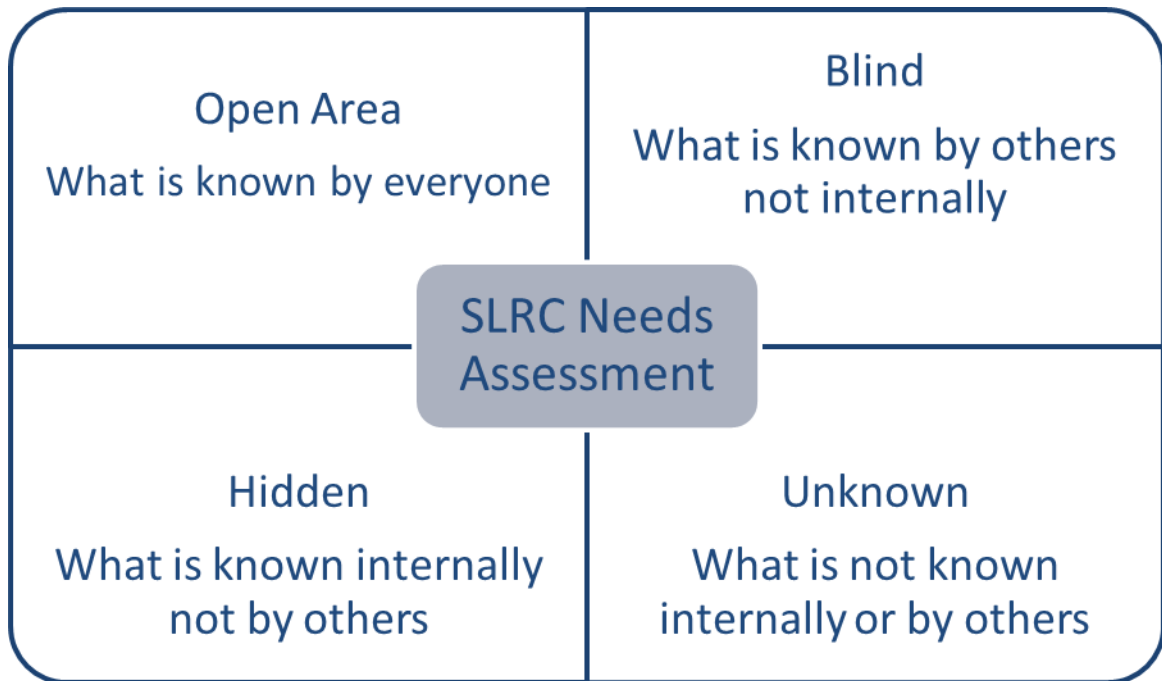 Open Area
What is known by everyone
Blind
What is known by others
not internally
SLRC Needs
Assessment
Hidden
What is known internally
not by others
Unknown
What is not known
internally or by others